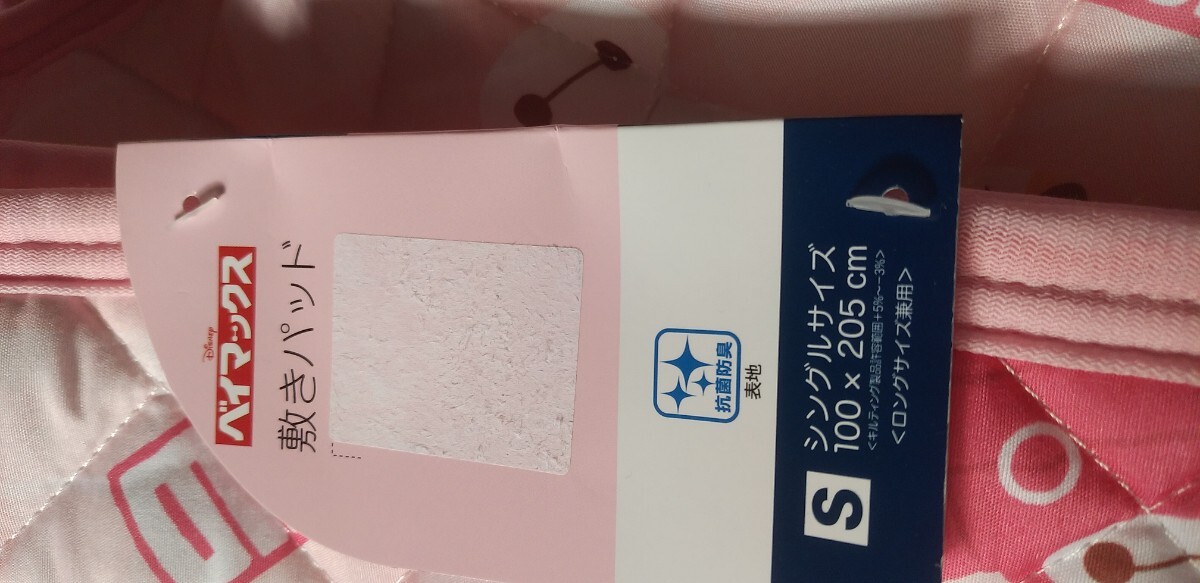 Disney
ベイマックス
敷きパッド
抗菌防臭
表地
S
シングルサイズ
100 × 205 cm
<キルティング製品許容範囲+5%~-3%>
<ロングサイズ兼用>